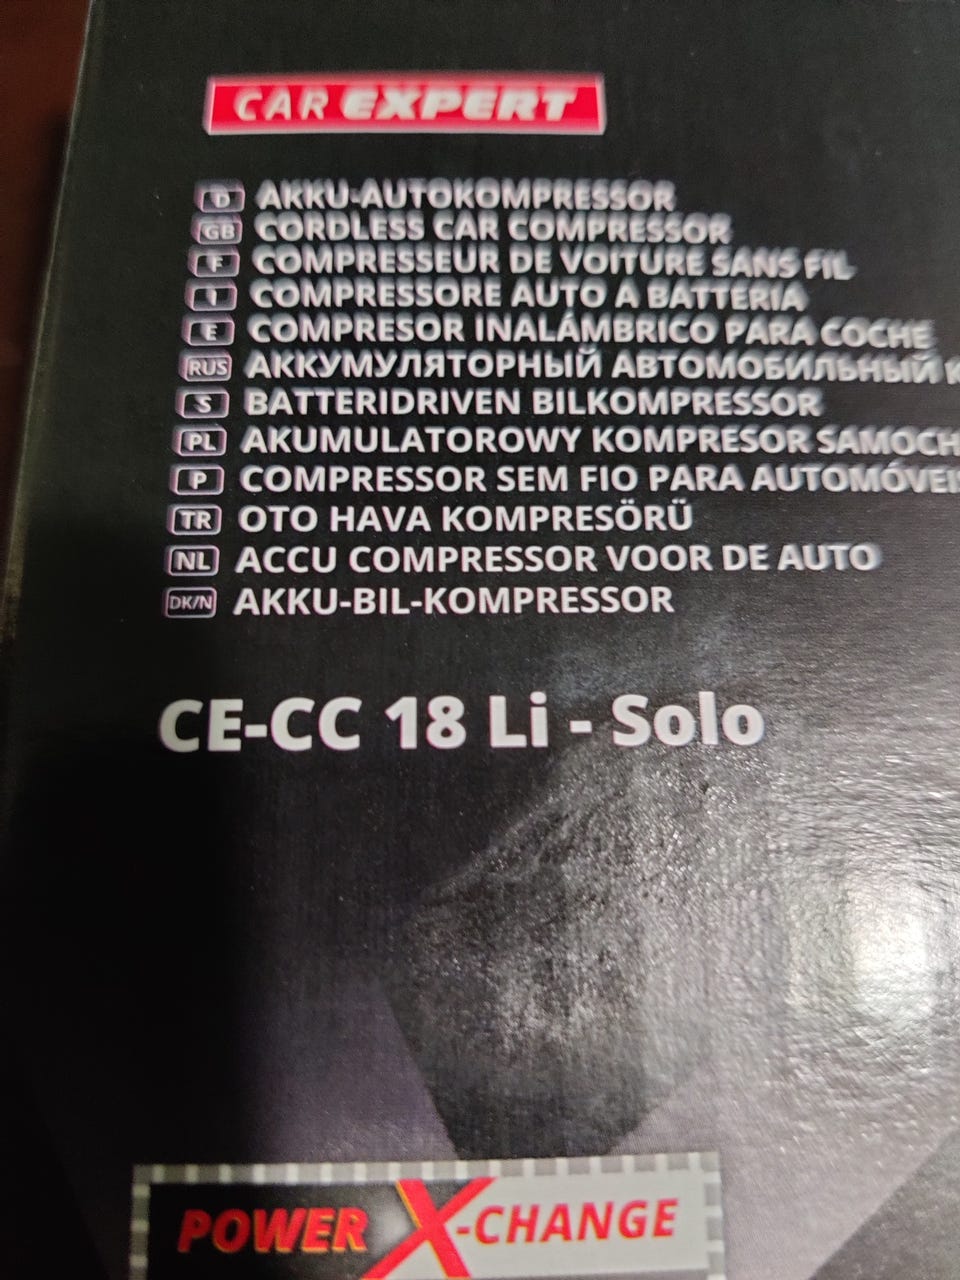 CAR EXPERT
D AKKU-AUTOKOMPRESSOR
GB CORDLESS CAR COMPRESSOR
F COMPRESSEUR DE VOITURE SANS FIL
I COMPRESSORE AUTO A BATTERIA
E COMPRESOR INALÁMBRICO PARA COCHE
RUS АККУМУЛЯТОРНЫЙ АВТОМОБИЛЬНЫЙ К
S BATTERIDRIVEN BILKOMPRESSOR
PL AKUMULATOROWY KOMPRESOR SAMOCH
P COMPRESSOR SEM FIO PARA AUTOMÓVEIS
TR OTO HAVA KOMPRESÖRÜ
NL ACCU COMPRESSOR VOOR DE AUTO
DK/N AKKU-BIL-KOMPRESSOR
CE-CC 18 Li - Solo
POWER X-CHANGE